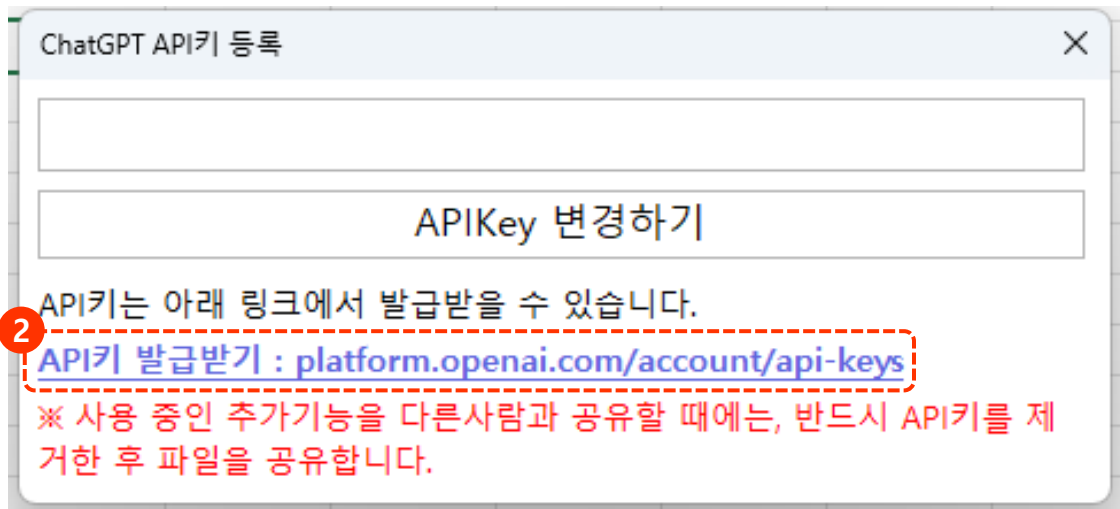 ChatGPT API키 등록
APIKey 변경하기
API키는 아래 링크에서 발급받을 수 있습니다.
2
API키 발급받기 : platform.openai.com/account/api-keys
※ 사용 중인 추가기능을 다른사람과 공유할 때에는, 반드시 API키를 제
거한 후 파일을 공유합니다.